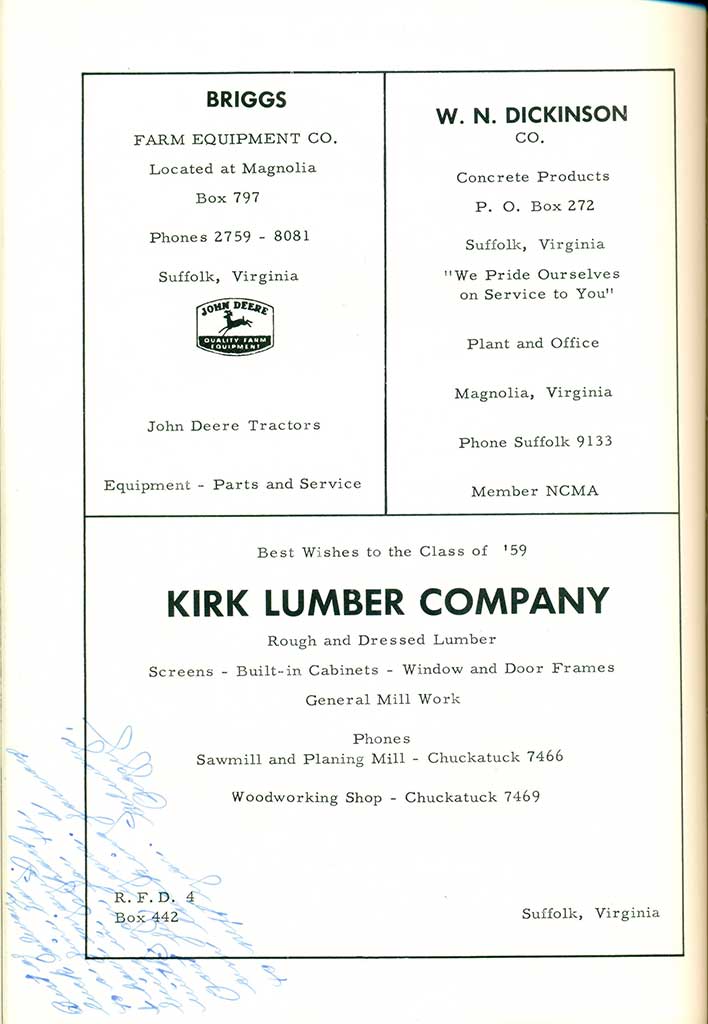 BRIGGS
FARM EQUIPMENT CO.
Located at Magnolia
Box 797
Phones 2759 - 8081
Suffolk, Virginia
JOHN DEERE
QUALITY FARM
EQUIPMENT
John Deere Tractors
Equipment - Parts and Service
W. N. DICKINSON
CO.
Concrete Products
P. O. Box 272
Suffolk, Virginia
"We Pride Ourselves
on Service to You"
Plant and Office
Magnolia, Virginia
Phone Suffolk 9133
Member NCMA
Best Wishes to the Class of '59
KIRK LUMBER COMPANY
Rough and Dressed Lumber
Screens - Built-in Cabinets - Window and Door Frames
General Mill Work
Phones
Sawmill and Planing Mill - Chuckatuck 7466
Woodworking Shop - Chuckatuck 7469
R. F. D. 4
Box 442
Suffolk, Virginia